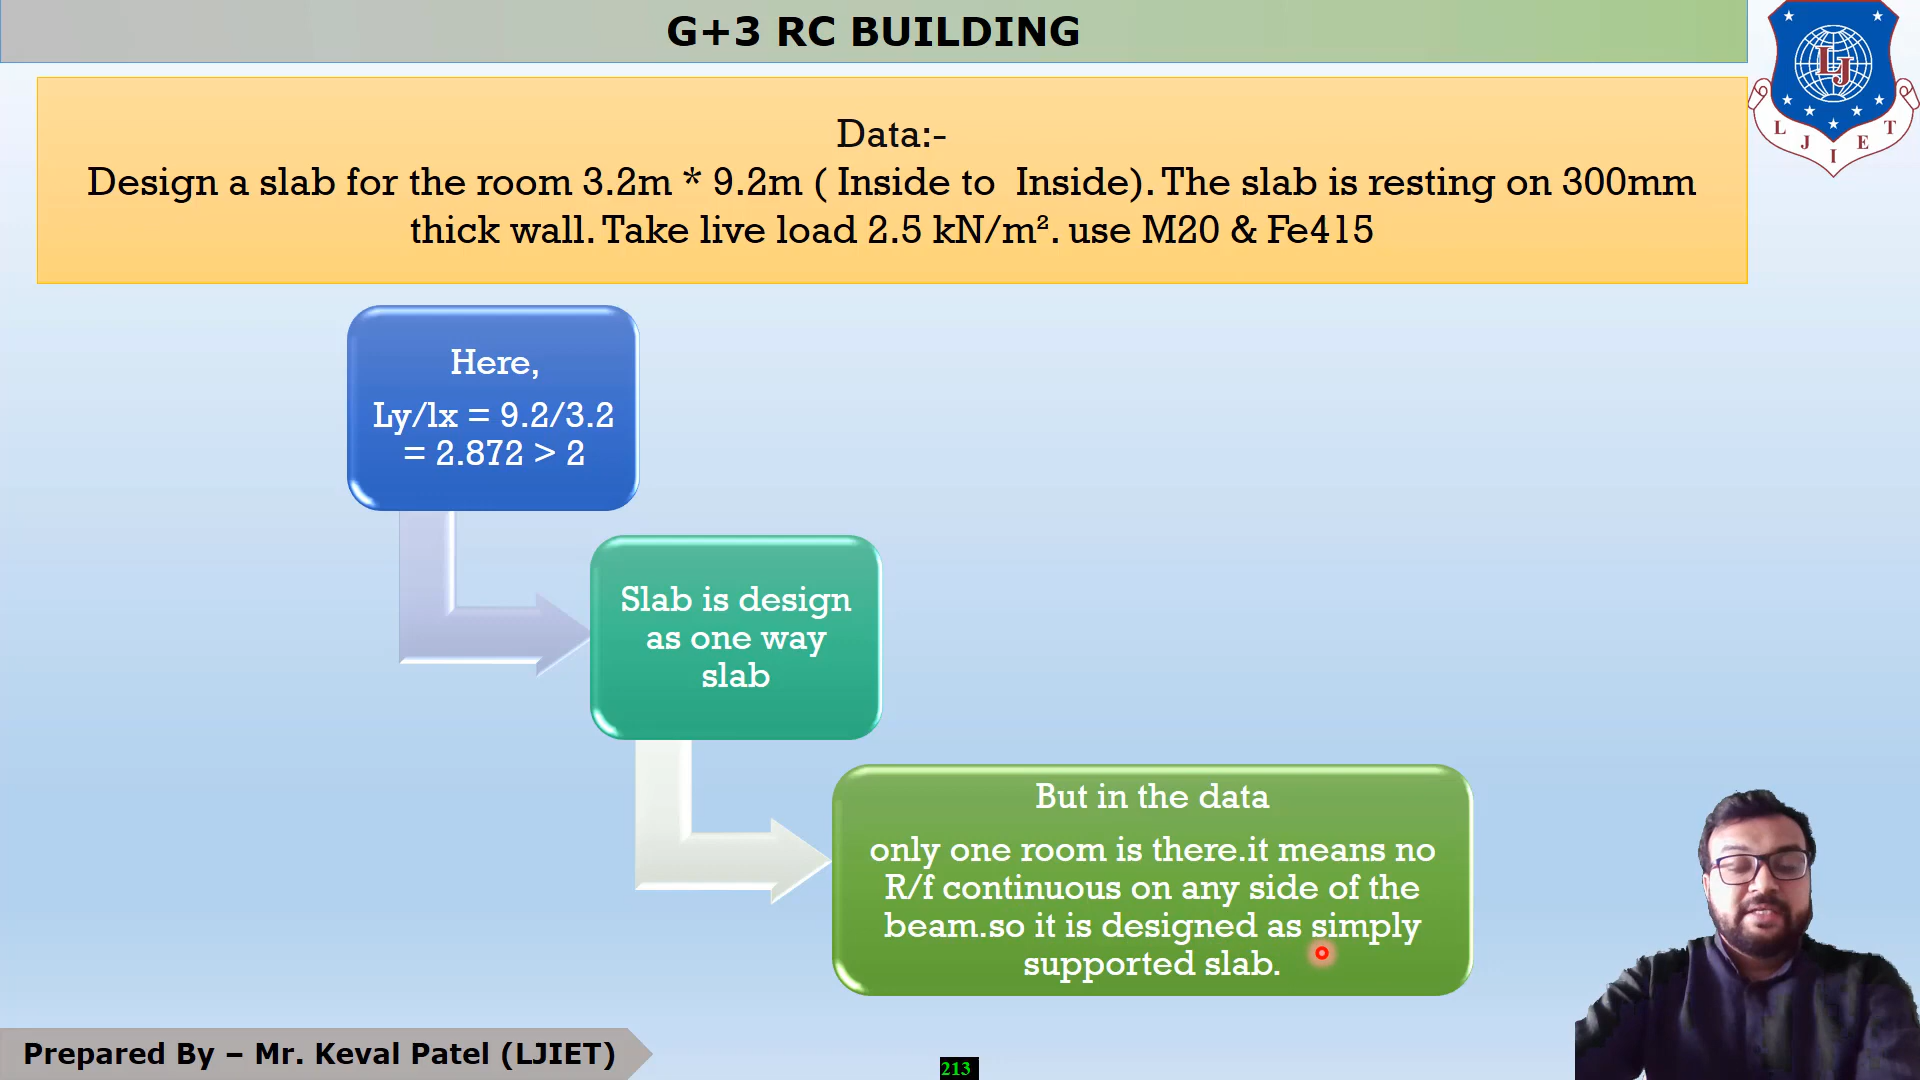 G+3 RC BUILDING
Data:-
Design a slab for the room 3.2m * 9.2m ( Inside to Inside). The slab is resting on 300mm
thick wall. Take live load 2.5 kN/m². use M20 & Fe415
Here,
Ly/lx = 9.2/3.2
= 2.872 > 2
Slab is design
as one way
slab
But in the data
only one room is there.it means no
R/f continuous on any side of the
beam.so it is designed as simply
supported slab.
LJ
L J I E T
Prepared By – Mr. Keval Patel (LJIET)
213